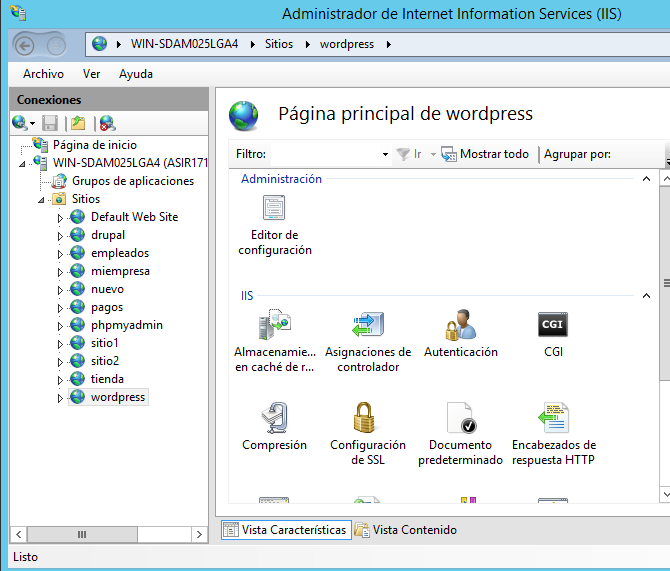 Administrador de Internet Information Services (IIS)
WIN-SDAM025LGA4 Sitios wordpress
Archivo Ver Ayuda
Conexiones
Página de inicio
WIN-SDAM025LGA4 (ASIR171
Grupos de aplicaciones
Sitios
Default Web Site
drupal
empleados
miempresa
nuevo
pagos
phpmyadmin
sitio1
sitio2
tienda
wordpress
Página principal de wordpress
Filtro: Ir Mostrar todo Agrupar por:
Administración
Editor de
configuración
IIS
Almacenamie...
en caché de r...
Asignaciones de
controlador
Autenticación
CGI
CGI
Compresión
Configuración
de SSL
Documento
predeterminado
Encabezados de
respuesta HTTP
Vista Características Vista Contenido
Listo